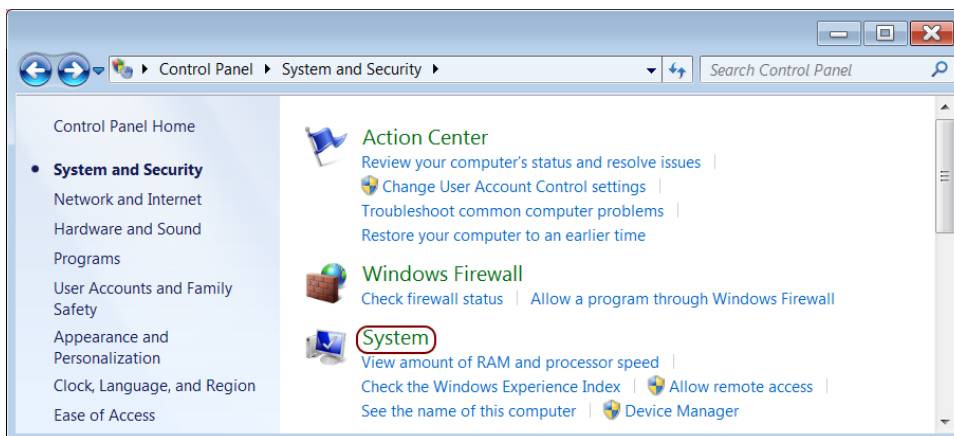 Control Panel System and Security
Search Control Panel
Control Panel Home
System and Security
Network and Internet
Hardware and Sound
Programs
User Accounts and Family
Safety
Appearance and
Personalization
Clock, Language, and Region
Ease of Access
Action Center
Review your computer's status and resolve issues
Change User Account Control settings
Troubleshoot common computer problems
Restore your computer to an earlier time
Windows Firewall
Check firewall status Allow a program through Windows Firewall
System
View amount of RAM and processor speed
Check the Windows Experience Index Allow remote access
See the name of this computer Device Manager